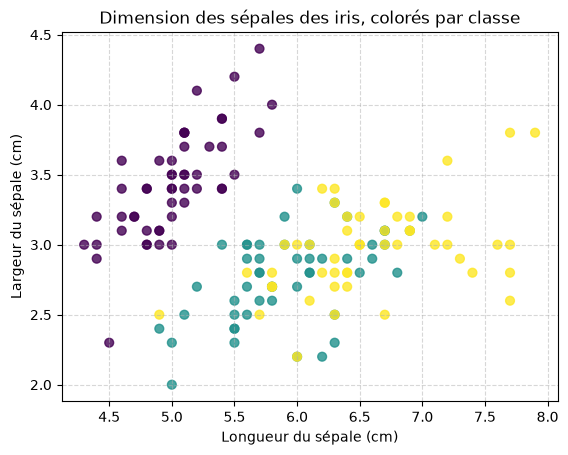 Dimension des sépales des iris, colorés par classe
4.5
4.0
3.5
3.0
2.5
2.0
Largeur du sépale (cm)
4.5 5.0 5.5 6.0 6.5 7.0 7.5 8.0
Longueur du sépale (cm)